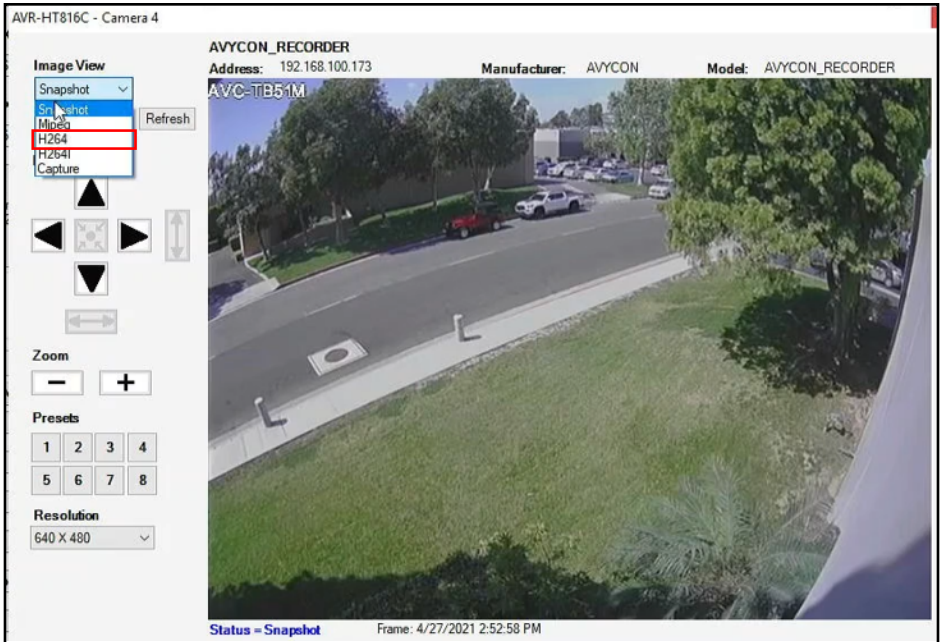 AVR-HT816C - Camera 4
AVYCON_RECORDER
Address: 192.168.100.173 Manufacturer: AVYCON Model: AVYCON_RECORDER
Image View
Snapshot
Snapshot
Mjpeg
H264
H264I
Capture
Refresh
AVC-TB51M
Zoom
Presets
1 2 3 4
5 6 7 8
Resolution
640 X 480
Status = Snapshot Frame: 4/27/2021 2:52:58 PM